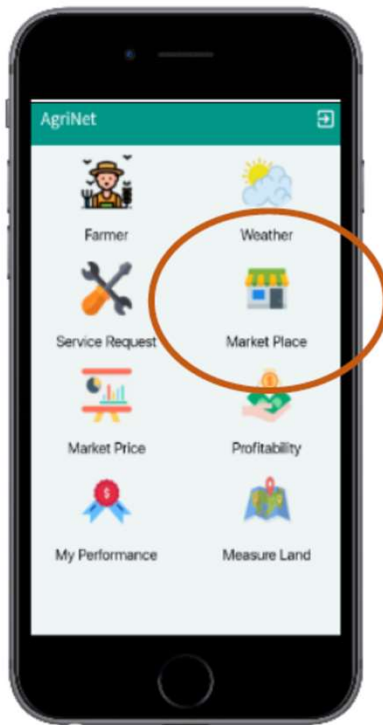 AgriNet
Farmer
Weather
Service Request
Market Place
Market Price
Profitability
My Performance
Measure Land